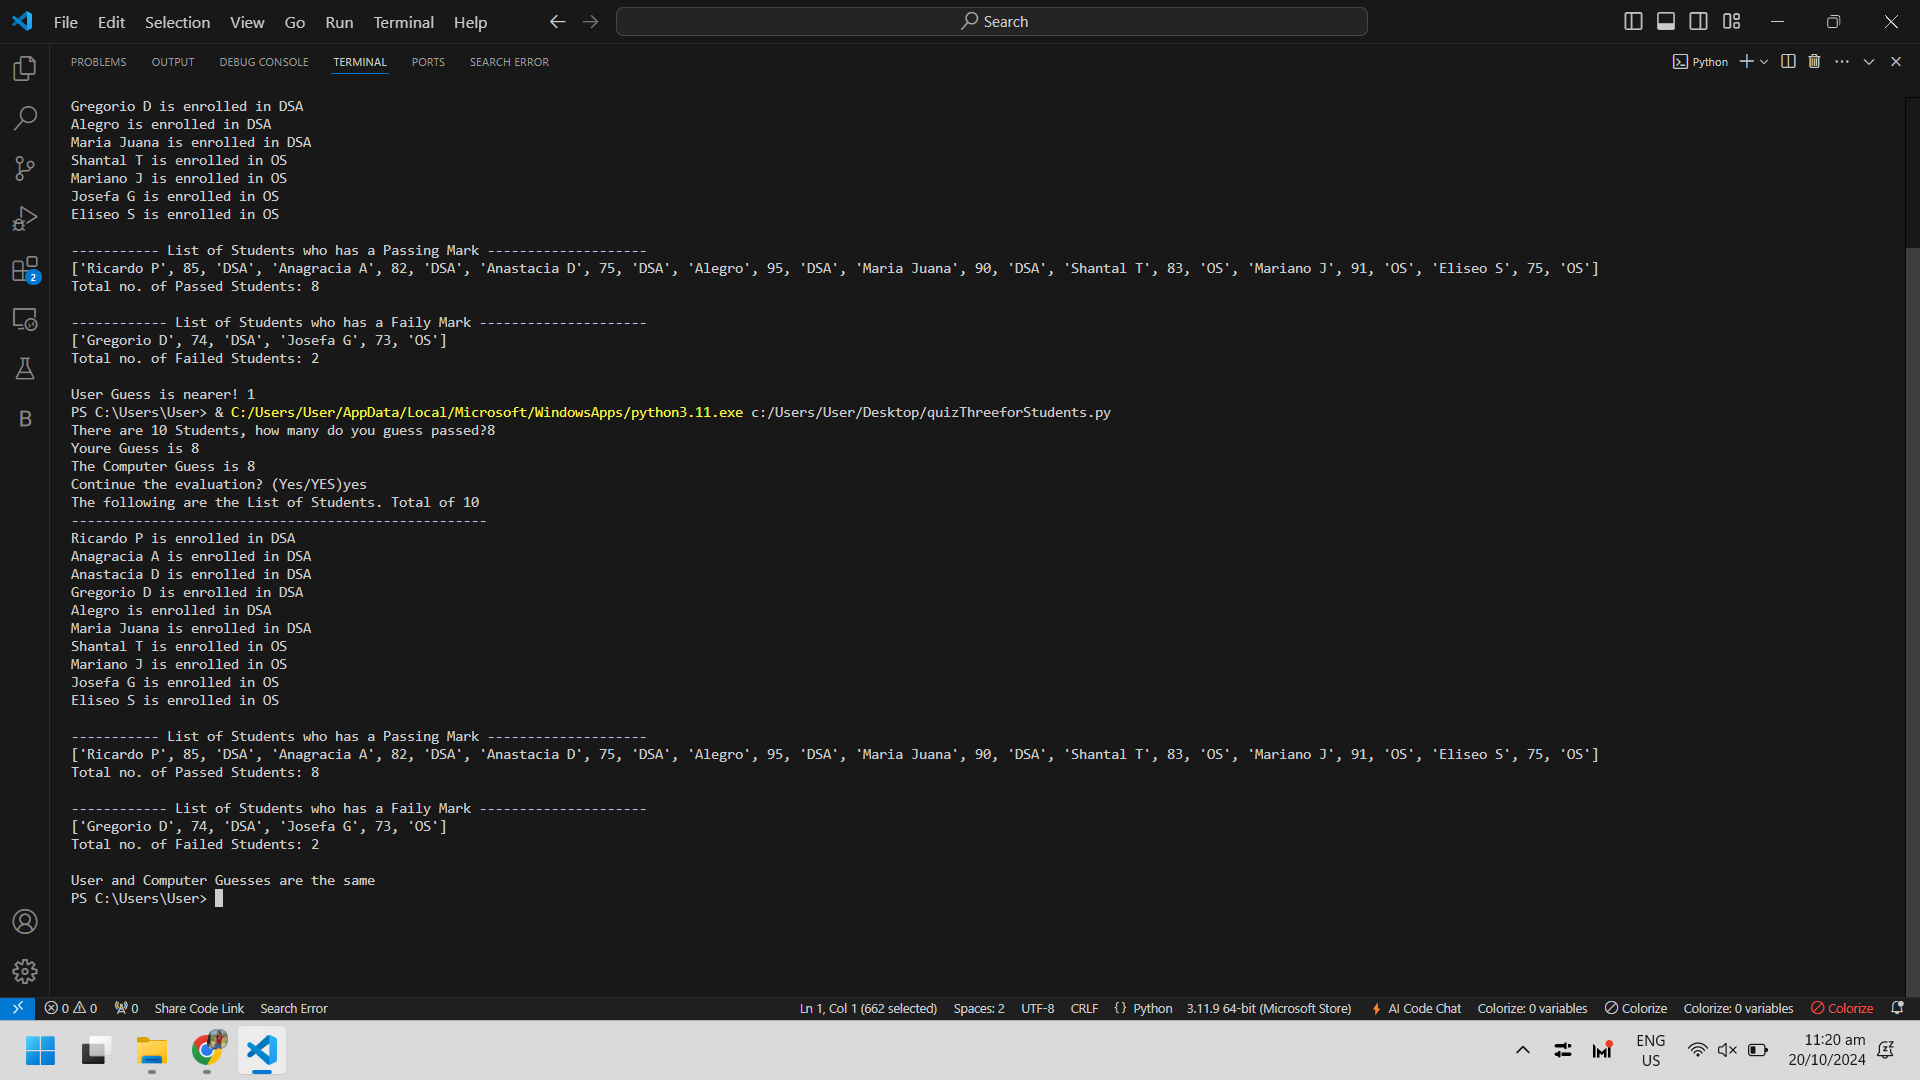 File Edit Selection View Go Run Terminal Help Search
PROBLEMS OUTPUT DEBUG CONSOLE TERMINAL PORTS SEARCH ERROR Python
Gregorio D is enrolled in DSA
Alegro is enrolled in DSA
Maria Juana is enrolled in DSA
Shantal T is enrolled in OS
Mariano J is enrolled in OS
Josefa G is enrolled in OS
Eliseo S is enrolled in OS
----------- List of Students who has a Passing Mark --------------------
['Ricardo P', 85, 'DSA', 'Anagracia A', 82, 'DSA', 'Anastacia D', 75, 'DSA', 'Alegro', 95, 'DSA', 'Maria Juana', 90, 'DSA', 'Shantal T', 83, 'OS', 'Mariano J', 91, 'OS', 'Eliseo S', 75, 'OS']
Total no. of Passed Students: 8
------------ List of Students who has a Faily Mark ---------------------
['Gregorio D', 74, 'DSA', 'Josefa G', 73, 'OS']
Total no. of Failed Students: 2
User Guess is nearer! 1
PS C:\Users\User> & C:/Users/User/AppData/Local/Microsoft/WindowsApps/python3.11.exe c:/Users/User/Desktop/quizThreeforStudents.py
There are 10 Students, how many do you guess passed?8
Youre Guess is 8
The Computer Guess is 8
Continue the evaluation? (Yes/YES)yes
The following are the List of Students. Total of 10
----------------------------------------------------
Ricardo P is enrolled in DSA
Anagracia A is enrolled in DSA
Anastacia D is enrolled in DSA
Gregorio D is enrolled in DSA
Alegro is enrolled in DSA
Maria Juana is enrolled in DSA
Shantal T is enrolled in OS
Mariano J is enrolled in OS
Josefa G is enrolled in OS
Eliseo S is enrolled in OS
----------- List of Students who has a Passing Mark --------------------
['Ricardo P', 85, 'DSA', 'Anagracia A', 82, 'DSA', 'Anastacia D', 75, 'DSA', 'Alegro', 95, 'DSA', 'Maria Juana', 90, 'DSA', 'Shantal T', 83, 'OS', 'Mariano J', 91, 'OS', 'Eliseo S', 75, 'OS']
Total no. of Passed Students: 8
------------ List of Students who has a Faily Mark ---------------------
['Gregorio D', 74, 'DSA', 'Josefa G', 73, 'OS']
Total no. of Failed Students: 2
User and Computer Guesses are the same
PS C:\Users\User>
2
B
0 0 0 Share Code Link Search Error Ln 1, Col 1 (662 selected) Spaces: 2 UTF-8 CRLF {} Python 3.11.9 64-bit (Microsoft Store) AI Code Chat Colorize: 0 variables Colorize Colorize: 0 variables Colorize
ENG 11:20 am
US 20/10/2024